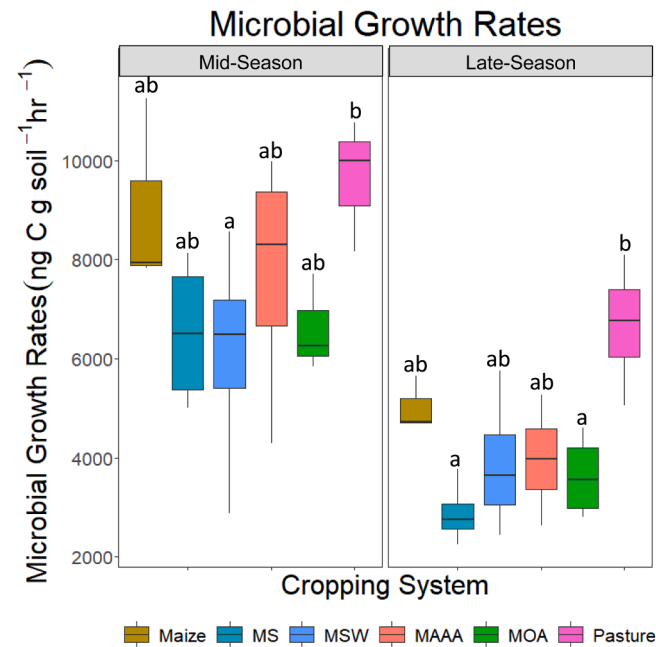 Microbial Growth Rates
Mid-Season
Late-Season
Microbial Growth Rates(ng C g soil⁻¹hr⁻¹)
10000
8000
6000
4000
2000
ab
ab
a
ab
ab
b
ab
a
ab
ab
a
b
Cropping System
Maize MS MSW MAAA MOA Pasture